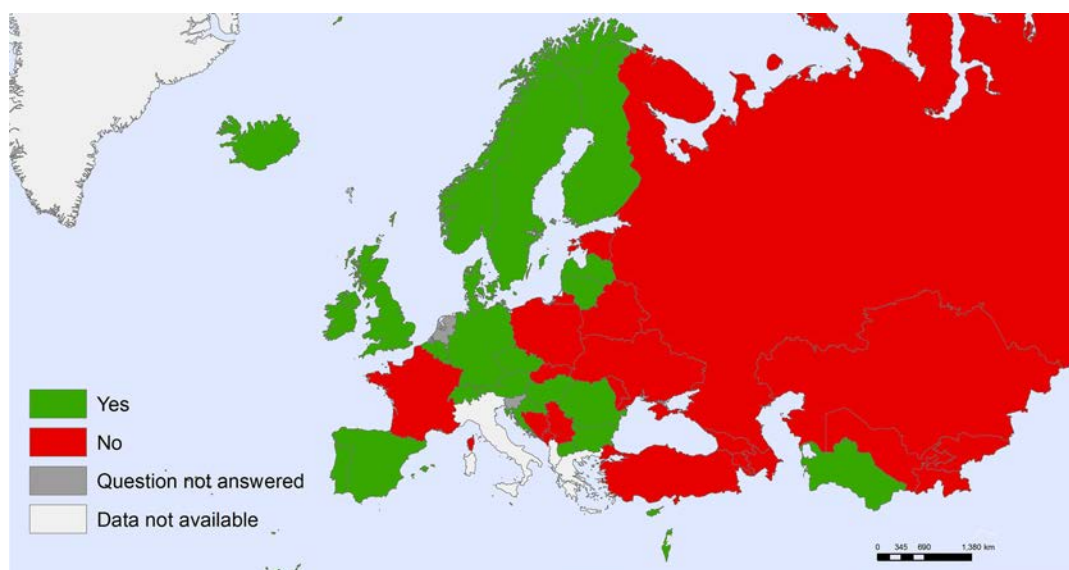 Yes
No
Question not answered
Data not available
0 345 690 1,380 km